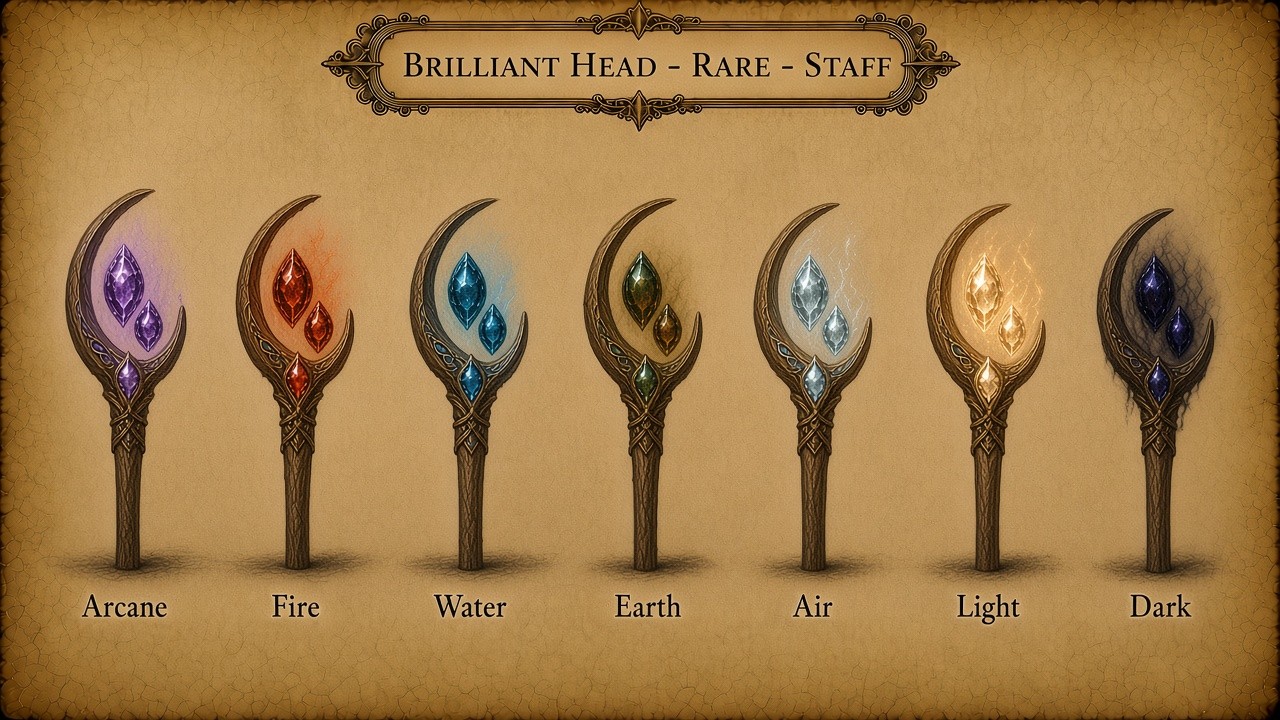 Brilliant Head - Rare - Staff
Arcane
Fire
Water
Earth
Air
Light
Dark